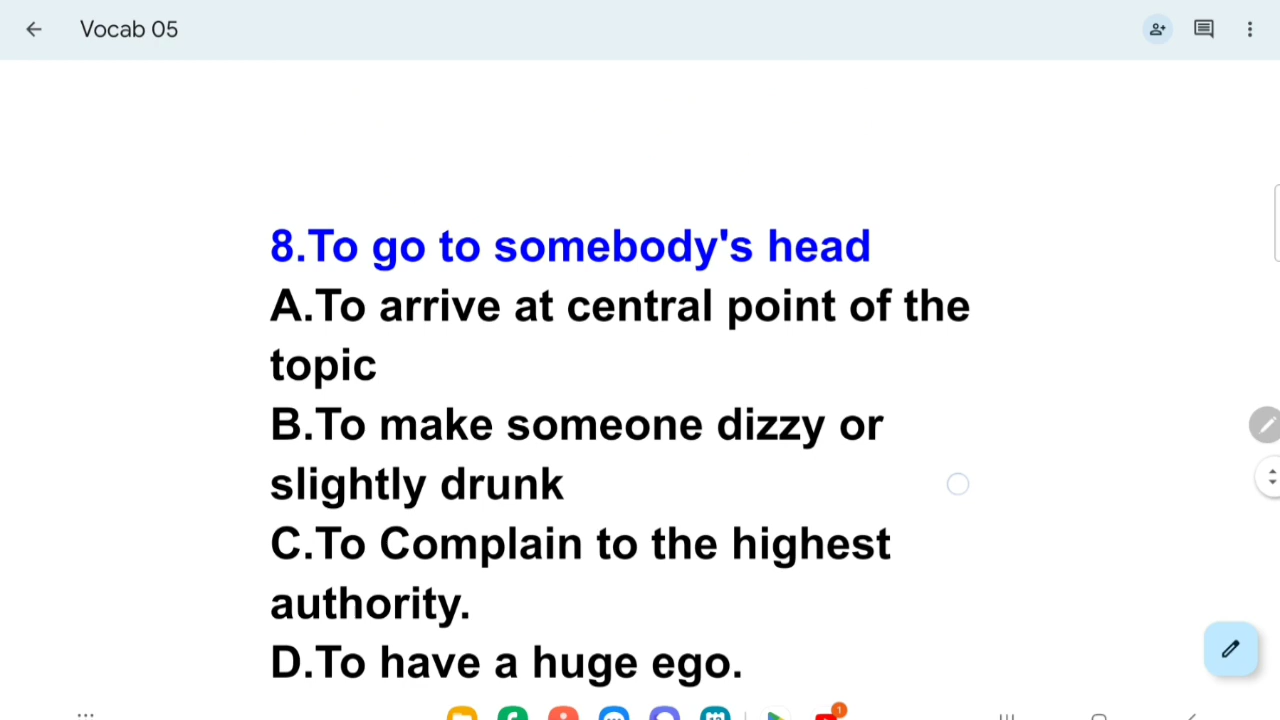 Vocab 05
8.To go to somebody's head
A.To arrive at central point of the
topic
B.To make someone dizzy or
slightly drunk
C.To Complain to the highest
authority.
D.To have a huge ego.
1